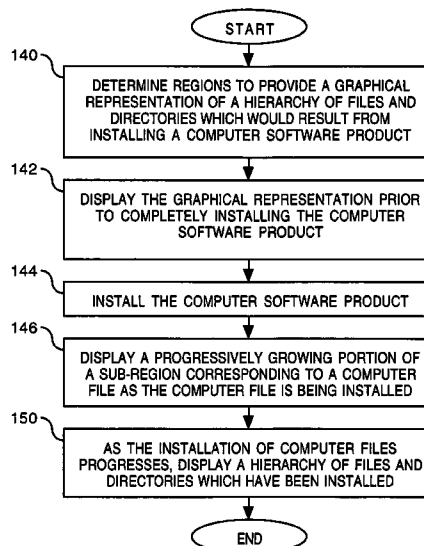 START
140
DETERMINE REGIONS TO PROVIDE A GRAPHICAL
REPRESENTATION OF A HIERARCHY OF FILES AND
DIRECTORIES WHICH WOULD RESULT FROM
INSTALLING A COMPUTER SOFTWARE PRODUCT
142
DISPLAY THE GRAPHICAL REPRESENTATION PRIOR
TO COMPLETELY INSTALLING THE COMPUTER
SOFTWARE PRODUCT
144
INSTALL THE COMPUTER SOFTWARE PRODUCT
146
DISPLAY A PROGRESSIVELY GROWING PORTION OF
A SUB-REGION CORRESPONDING TO A COMPUTER
FILE AS THE COMPUTER FILE IS BEING INSTALLED
150
AS THE INSTALLATION OF COMPUTER FILES
PROGRESSES, DISPLAY A HIERARCHY OF FILES AND
DIRECTORIES WHICH HAVE BEEN INSTALLED
END